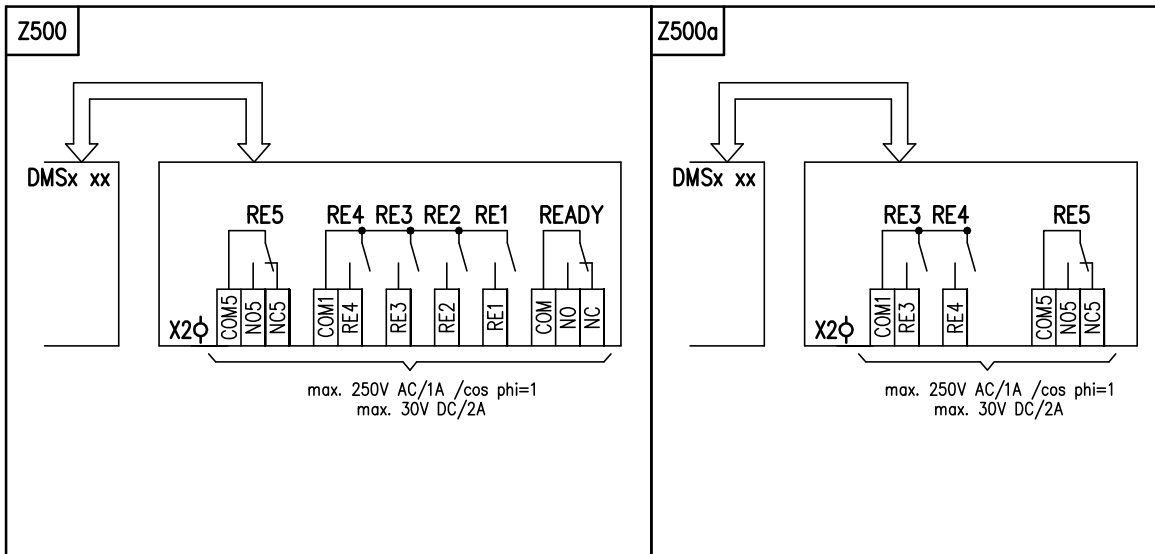 Z500
DMSx xx
RE5 RE4 RE3 RE2 RE1 READY
X2 COM5 NO5 NC5 COM1 RE4 RE3 RE2 RE1 COM NO NC
max. 250V AC/1A /cos phi=1
max. 30V DC/2A
Z500a
DMSx xx
RE3 RE4 RE5
X2 COM1 RE3 RE4 COM5 NO5 NC5
max. 250V AC/1A /cos phi=1
max. 30V DC/2A